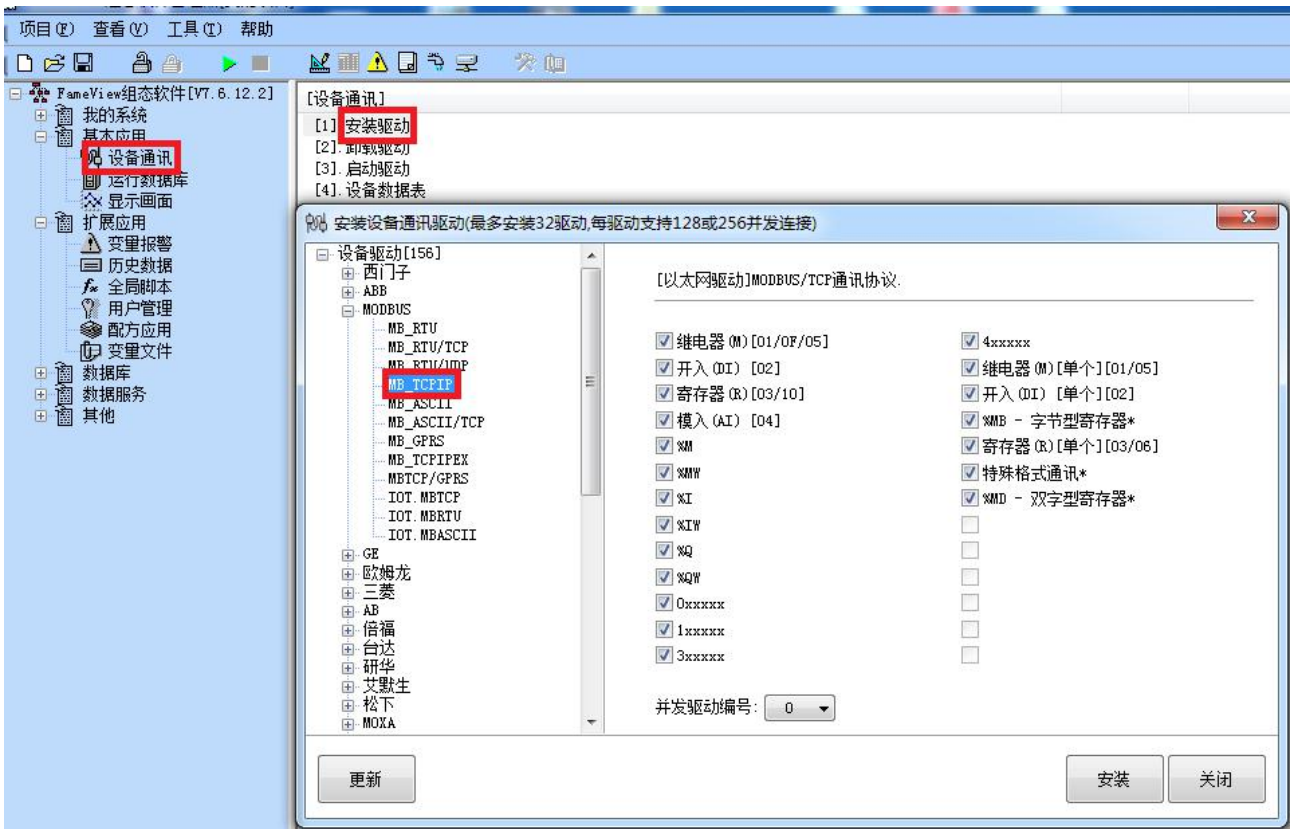 项目(F) 查看(V) 工具(T) 帮助
FameView组态软件[V7.6.12.2]
我的系统
基本应用
设备通讯
运行数据库
显示画面
扩展应用
变量报警
历史数据
全局脚本
用户管理
配方应用
变量文件
数据库
数据服务
其他
[设备通讯]
[1].安装驱动
[2].卸载驱动
[3].启动驱动
[4].设备数据表
安装设备通讯驱动(最多安装32驱动,每驱动支持128或256并发连接)
设备驱动[156]
西门子
ABB
MODBUS
MB_RTU
MB_RTU/TCP
MB_RTU/UDP
MB_TCPIP
MB_ASCII
MB_ASCII/TCP
MB_GPRS
MB_TCPIPEX
MBTCP/GPRS
IOT.MBTCP
IOT.MBRTU
IOT.MBASCII
GE
欧姆龙
三菱
AB
倍福
台达
研华
艾默生
松下
MOXA
[以太网驱动]MODBUS/TCP通讯协议.
继电器(M)[01/0F/05]
开入(DI) [02]
寄存器(R)[03/10]
模入(AI) [04]
%M
%MW
%I
%IW
%Q
%QW
0xxxxx
1xxxxx
3xxxxx
4xxxxx
继电器(M)[单个][01/05]
开入(DI) [单个][02]
%MB - 字节型寄存器*
寄存器(R)[单个][03/06]
特殊格式通讯*
%MD - 双字型寄存器*
并发驱动编号: 0
更新 安装 关闭